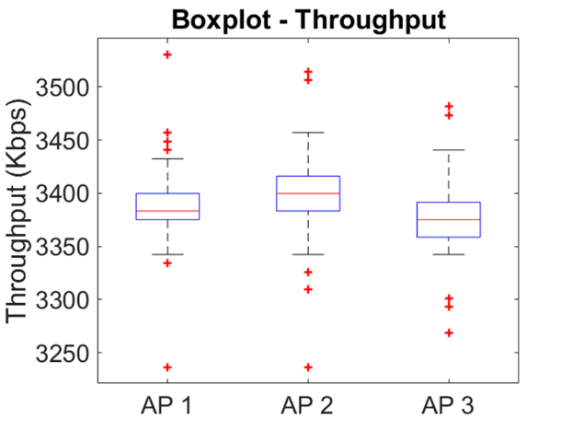 Boxplot - Throughput
Throughput (Kbps)
3500
3450
3400
3350
3300
3250
AP 1
AP 2
AP 3